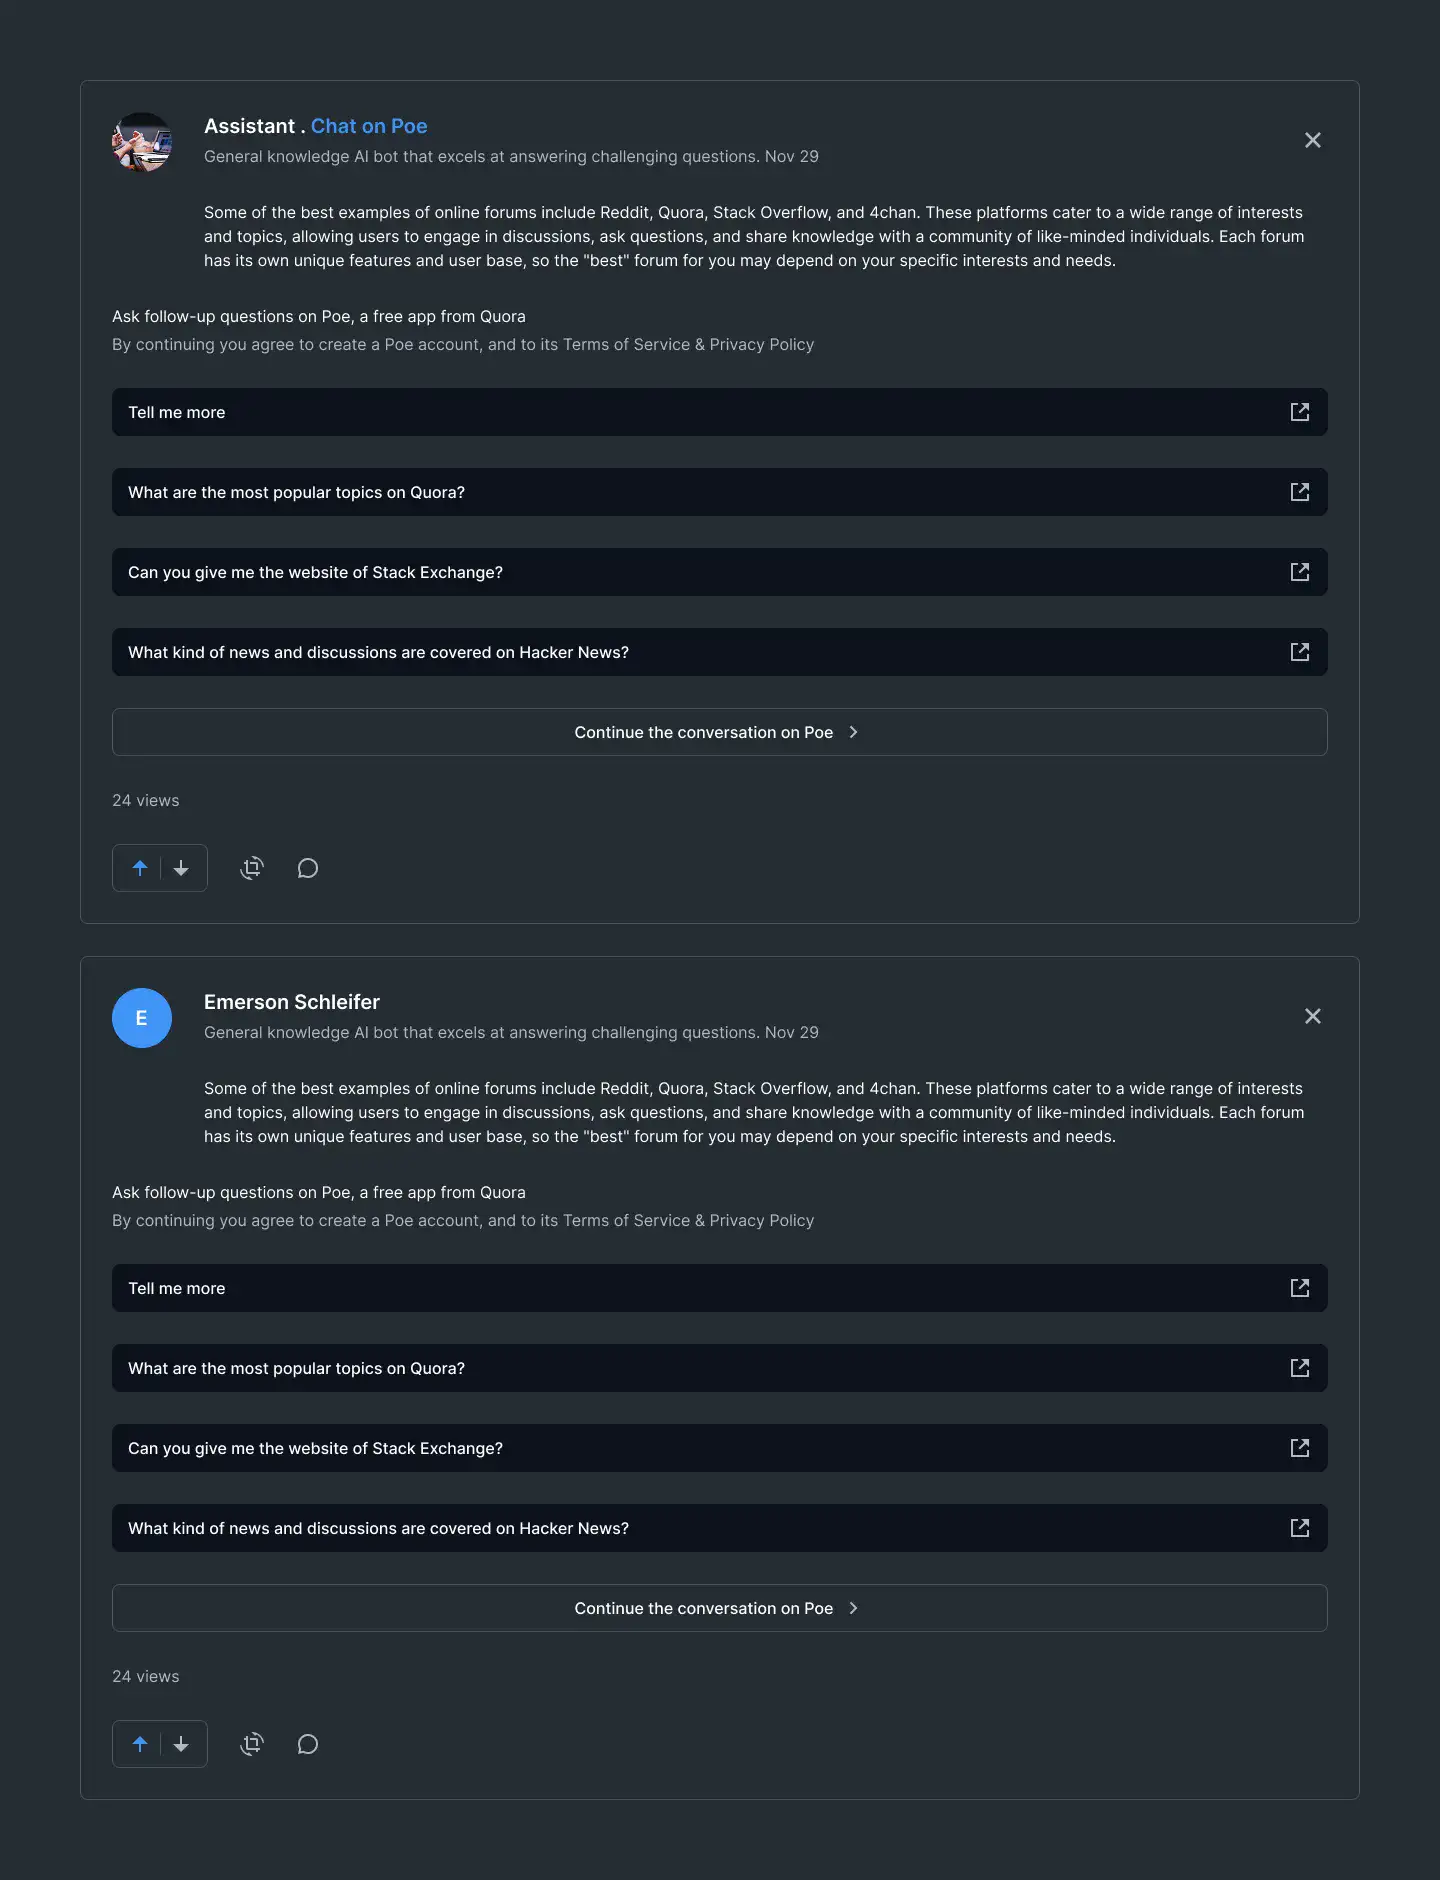 Assistant . Chat on Poe
General knowledge AI bot that excels at answering challenging questions. Nov 29
Some of the best examples of online forums include Reddit, Quora, Stack Overflow, and 4chan. These platforms cater to a wide range of interests
and topics, allowing users to engage in discussions, ask questions, and share knowledge with a community of like-minded individuals. Each forum
has its own unique features and user base, so the "best" forum for you may depend on your specific interests and needs.
Ask follow-up questions on Poe, a free app from Quora
By continuing you agree to create a Poe account, and to its Terms of Service & Privacy Policy
Tell me more
What are the most popular topics on Quora?
Can you give me the website of Stack Exchange?
What kind of news and discussions are covered on Hacker News?
Continue the conversation on Poe
24 views
E
Emerson Schleifer
General knowledge AI bot that excels at answering challenging questions. Nov 29
Some of the best examples of online forums include Reddit, Quora, Stack Overflow, and 4chan. These platforms cater to a wide range of interests
and topics, allowing users to engage in discussions, ask questions, and share knowledge with a community of like-minded individuals. Each forum
has its own unique features and user base, so the "best" forum for you may depend on your specific interests and needs.
Ask follow-up questions on Poe, a free app from Quora
By continuing you agree to create a Poe account, and to its Terms of Service & Privacy Policy
Tell me more
What are the most popular topics on Quora?
Can you give me the website of Stack Exchange?
What kind of news and discussions are covered on Hacker News?
Continue the conversation on Poe
24 views